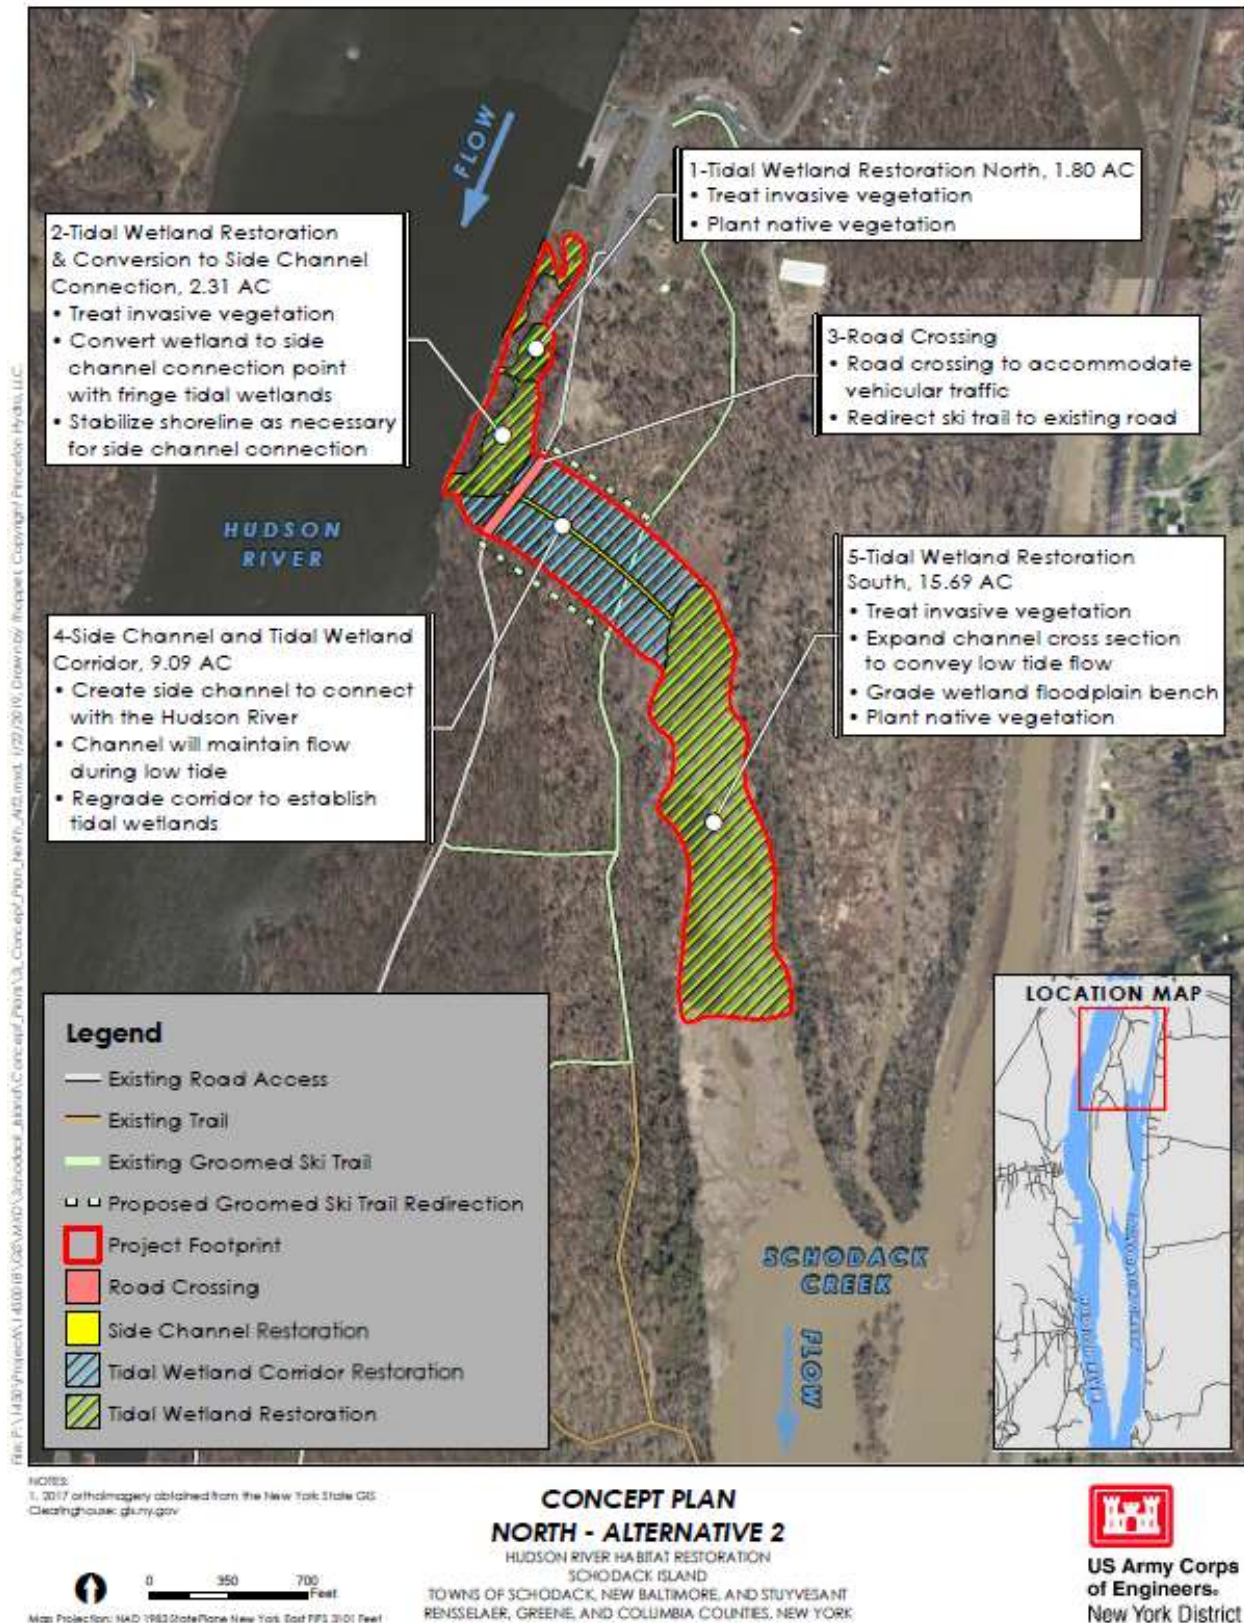 FLOW
1-Tidal Wetland Restoration North, 1.80 AC
• Treat invasive vegetation
• Plant native vegetation
2-Tidal Wetland Restoration
& Conversion to Side Channel
Connection, 2.31 AC
• Treat invasive vegetation
• Convert wetland to side
channel connection point
with fringe tidal wetlands
• Stabilize shoreline as necessary
for side channel connection
3-Road Crossing
• Road crossing to accommodate
vehicular traffic
• Redirect ski trail to existing road
HUDSON
RIVER
5-Tidal Wetland Restoration
South, 15.69 AC
• Treat invasive vegetation
• Expand channel cross section
to convey low tide flow
• Grade wetland floodplain bench
• Plant native vegetation
4-Side Channel and Tidal Wetland
Corridor, 9.09 AC
• Create side channel to connect
with the Hudson River
• Channel will maintain flow
during low tide
• Regrade corridor to establish
tidal wetlands
Legend
Existing Road Access
Existing Trail
Existing Groomed Ski Trail
Proposed Groomed Ski Trail Redirection
Project Footprint
Road Crossing
Side Channel Restoration
Tidal Wetland Corridor Restoration
Tidal Wetland Restoration
SCHODACK
CREEK
FLOW
LOCATION MAP
NOTES:
1. 2017 orthoimagery obtained from the New York State GIS
Clearinghouse: gis.ny.gov
0 350 700
Feet
Map Projection: NAD 1983 StatePlane New York East FIPS 3101 Feet
CONCEPT PLAN
NORTH - ALTERNATIVE 2
HUDSON RIVER HABITAT RESTORATION
SCHODACK ISLAND
TOWNS OF SCHODACK, NEW BALTIMORE, AND STUYVESANT
RENSSELAER, GREENE, AND COLUMBIA COUNTIES, NEW YORK
US Army Corps
of Engineers®
New York District